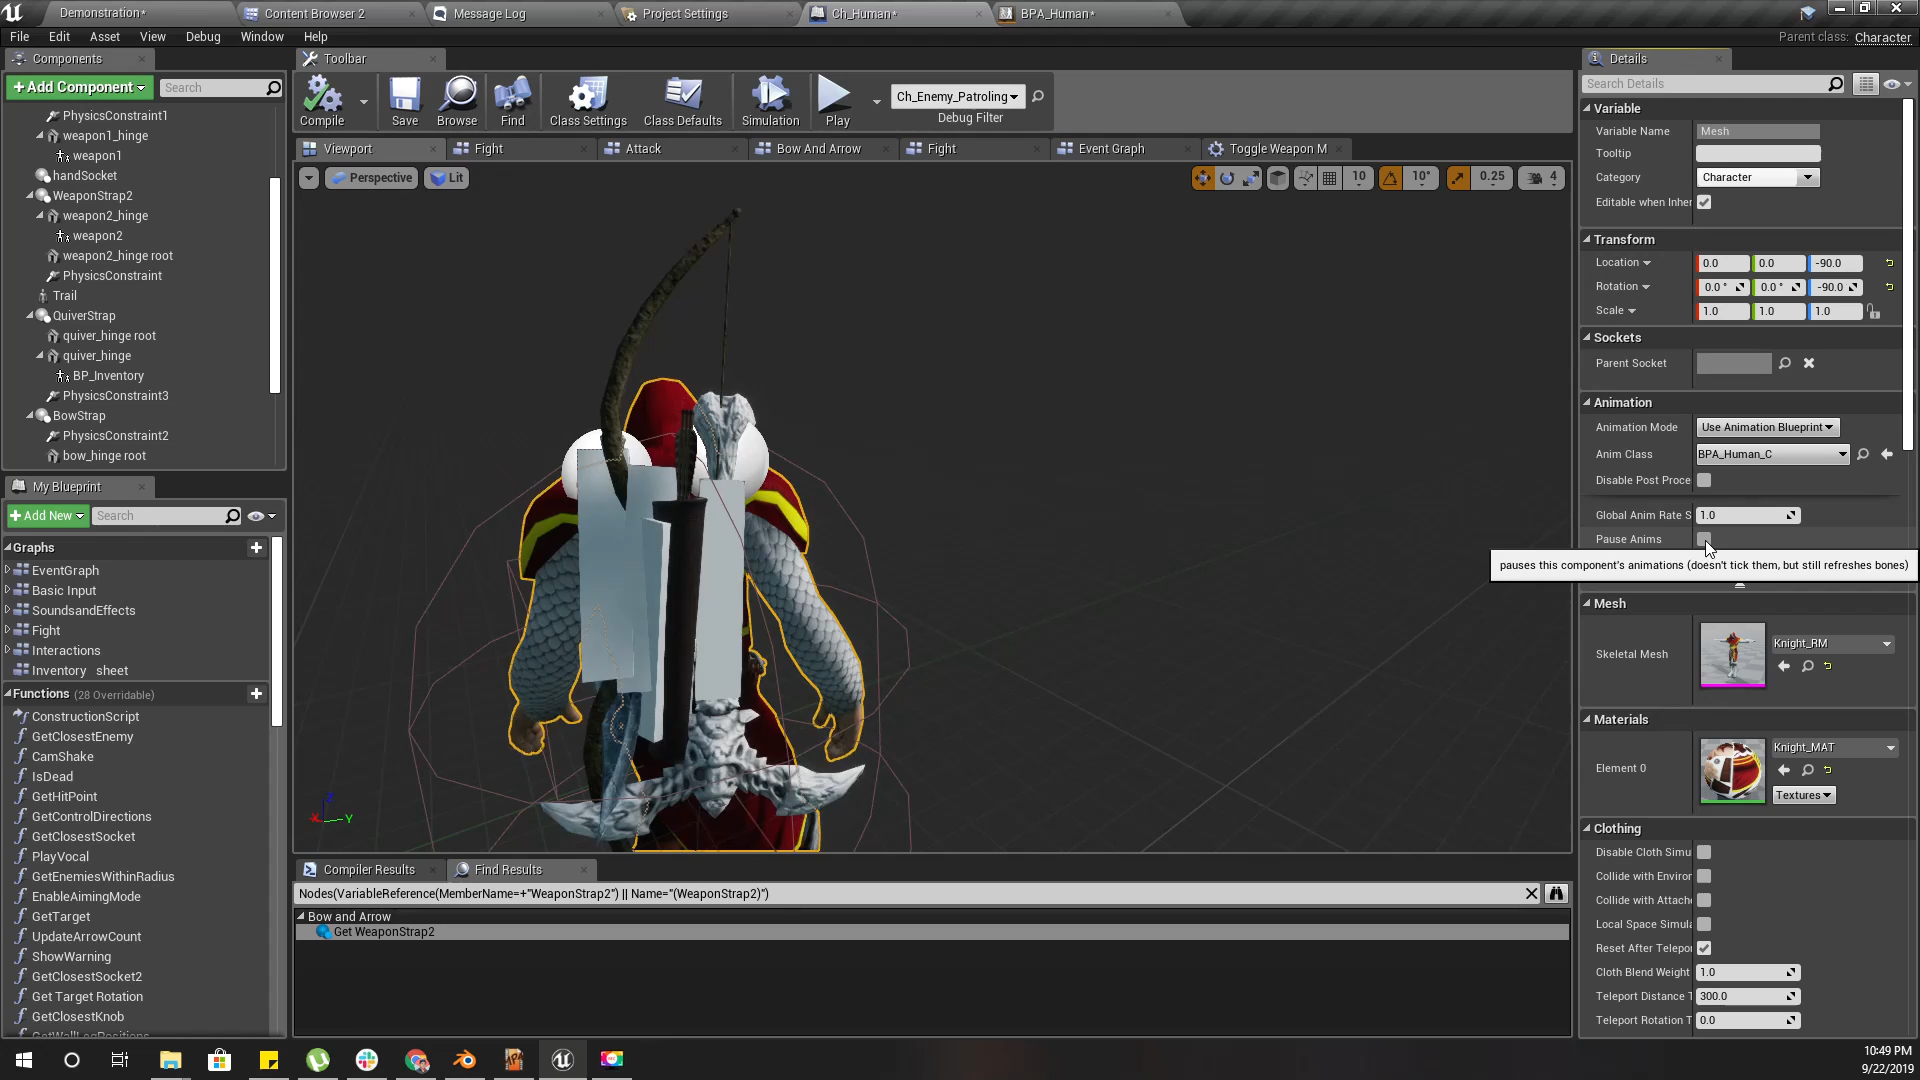 Demonstration*
Content Browser 2
Message Log
Project Settings
Ch_Human*
BPA_Human*
File Edit Asset View Debug Window Help
Parent class: Character
Components
+Add Component
Search
PhysicsConstraint1
weapon1_hinge
weapon1
handSocket
WeaponStrap2
weapon2_hinge
weapon2
weapon2_hinge root
PhysicsConstraint
Trail
QuiverStrap
quiver_hinge root
quiver_hinge
BP_Inventory
PhysicsConstraint3
BowStrap
PhysicsConstraint2
bow_hinge root
My Blueprint
+Add New
Search
Graphs
EventGraph
Basic Input
SoundsandEffects
Fight
Interactions
Inventory sheet
Functions (28 Overridable)
ConstructionScript
GetClosestEnemy
CamShake
IsDead
GetHitPoint
GetControlDirections
GetClosestSocket
PlayVocal
GetEnemiesWithinRadius
EnableAimingMode
GetTarget
UpdateArrowCount
ShowWarning
GetClosestSocket2
Get Target Rotation
GetClosestKnob
Toolbar
Compile
Save
Browse
Find
Class Settings
Class Defaults
Simulation
Play
Ch_Enemy_Patroling
Debug Filter
Viewport
Fight
Attack
Bow And Arrow
Fight
Event Graph
Toggle Weapon M
Perspective
Lit
10
10°
0.25
4
X
Y
Z
Compiler Results
Find Results
Nodes(VariableReference(MemberName=+"WeaponStrap2") || Name="(WeaponStrap2)")
Bow and Arrow
Get WeaponStrap2
Details
Search Details
Variable
Variable Name Mesh
Tooltip
Category Character
Editable when Inher
Transform
Location 0.0 0.0 -90.0
Rotation 0.0 ° 0.0 ° -90.0
Scale 1.0 1.0 1.0
Sockets
Parent Socket
Animation
Animation Mode Use Animation Blueprint
Anim Class BPA_Human_C
Disable Post Proce
Global Anim Rate S 1.0
Pause Anims
pauses this component's animations (doesn't tick them, but still refreshes bones)
Mesh
Skeletal Mesh
Knight_RM
Materials
Element 0
Knight_MAT
Textures
Clothing
Disable Cloth Simu
Collide with Enviror
Collide with Attache
Local Space Simula
Reset After Telepor
Cloth Blend Weight 1.0
Teleport Distance T 300.0
Teleport Rotation T 0.0
10:49 PM
9/22/2019